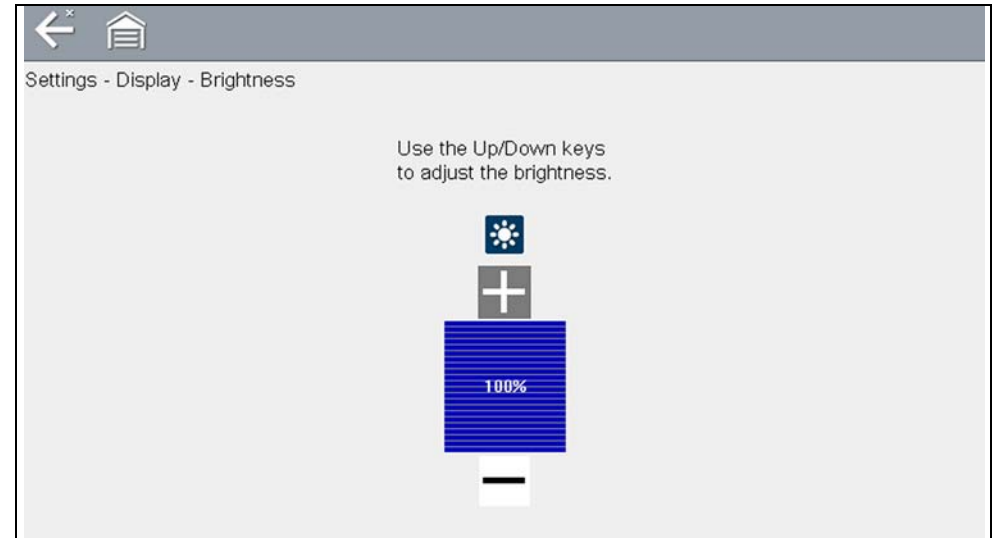 Settings - Display - Brightness
Use the Up/Down keys
to adjust the brightness.
100%